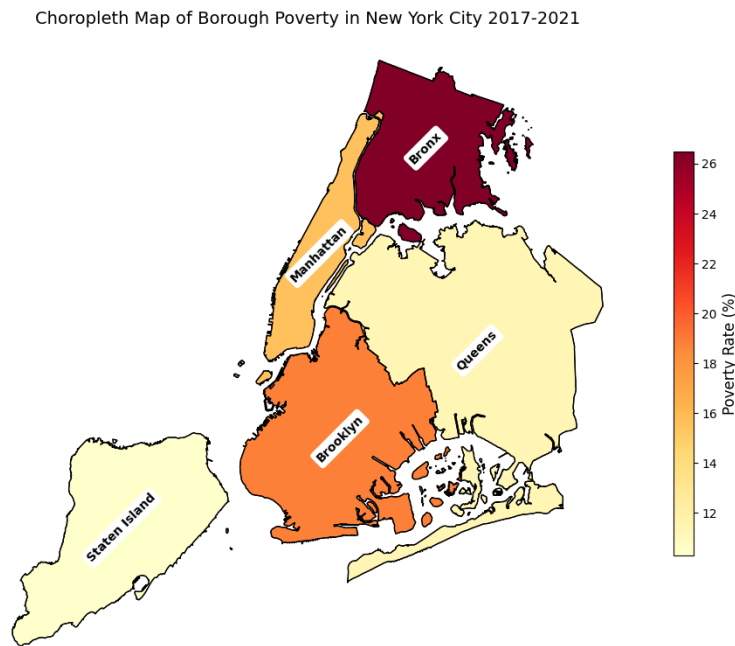 Choropleth Map of Borough Poverty in New York City 2017-2021
Bronx
Manhattan
Queens
Brooklyn
Staten Island
26
24
22
20
18
16
14
12
Poverty Rate (%)